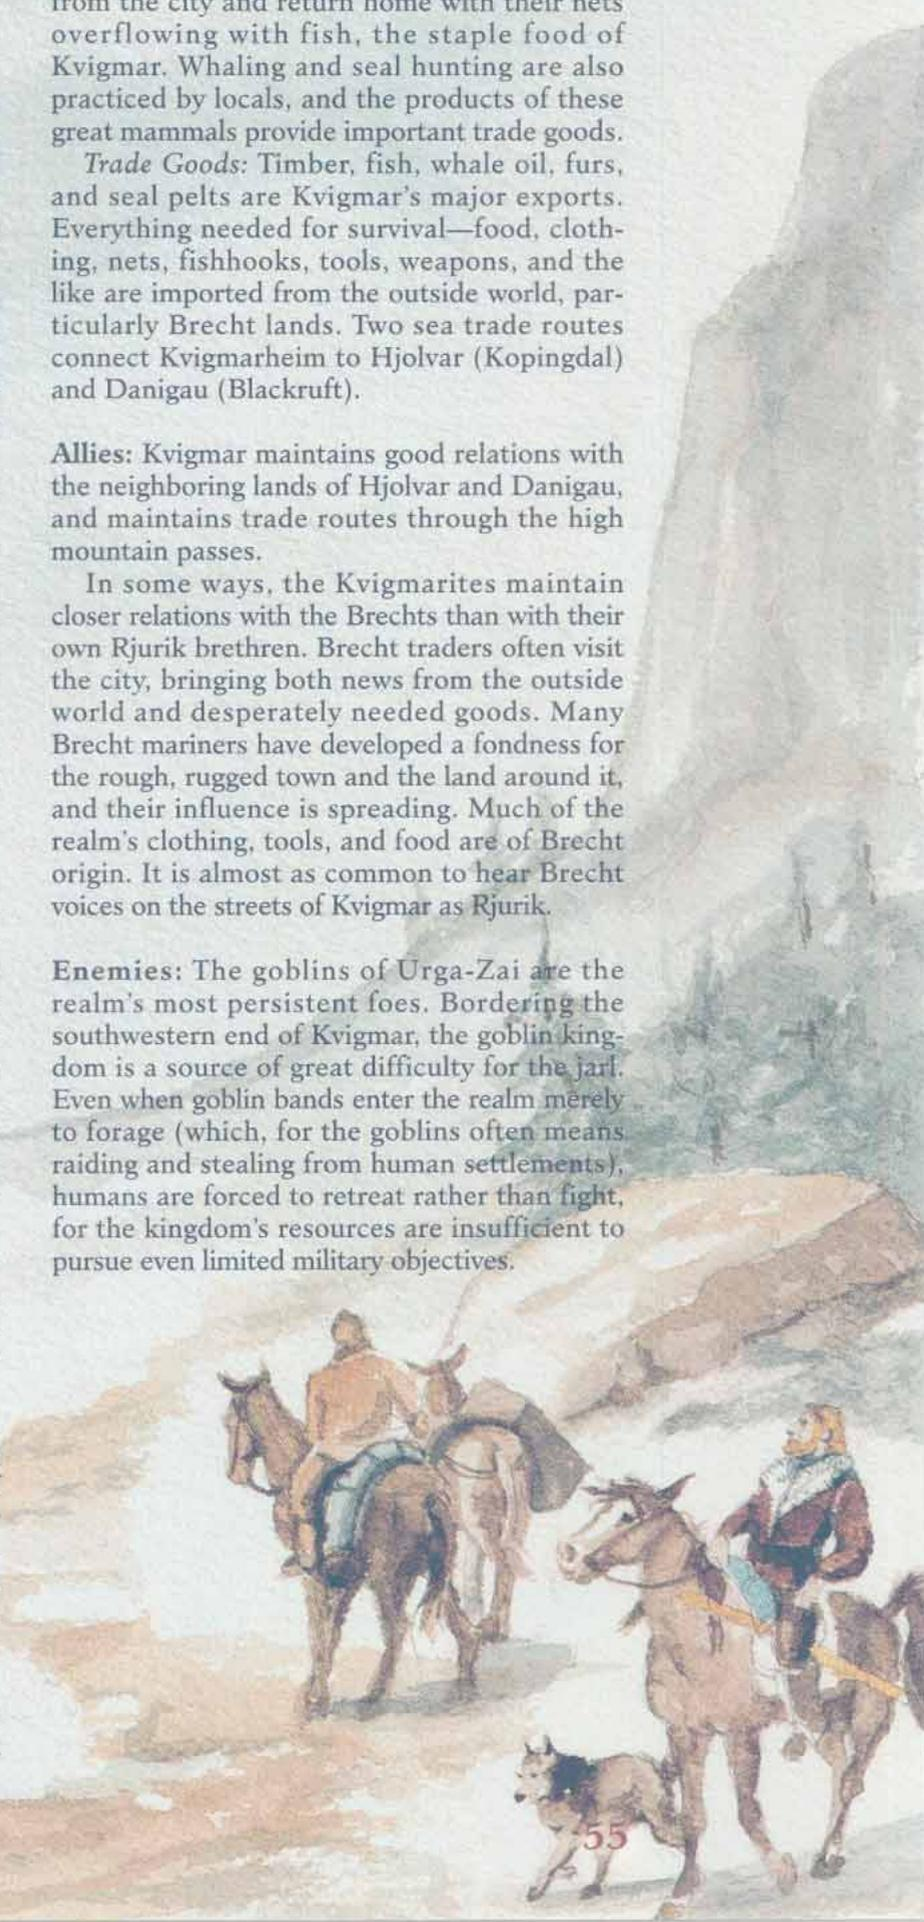 from the city and return home with their nets
overflowing with fish, the staple food of
Kvigmar. Whaling and seal hunting are also
practiced by locals, and the products of these
great mammals provide important trade goods.
Trade Goods: Timber, fish, whale oil, furs,
and seal pelts are Kvigmar's major exports.
Everything needed for survival—food, cloth-
ing, nets, fishhooks, tools, weapons, and the
like are imported from the outside world, par-
ticularly Brecht lands. Two sea trade routes
connect Kvigmarheim to Hjolvar (Kopingdal)
and Danigau (Blackruft).
Allies: Kvigmar maintains good relations with
the neighboring lands of Hjolvar and Danigau,
and maintains trade routes through the high
mountain passes.
In some ways, the Kvigmarites maintain
closer relations with the Brechts than with their
own Rjurik brethren. Brecht traders often visit
the city, bringing both news from the outside
world and desperately needed goods. Many
Brecht mariners have developed a fondness for
the rough, rugged town and the land around it,
and their influence is spreading. Much of the
realm's clothing, tools, and food are of Brecht
origin. It is almost as common to hear Brecht
voices on the streets of Kvigmar as Rjurik.
Enemies: The goblins of Urga-Zai are the
realm's most persistent foes. Bordering the
southwestern end of Kvigmar, the goblin king-
dom is a source of great difficulty for the jarl.
Even when goblin bands enter the realm merely
to forage (which, for the goblins often means
raiding and stealing from human settlements),
humans are forced to retreat rather than fight,
for the kingdom's resources are insufficient to
pursue even limited military objectives.
55